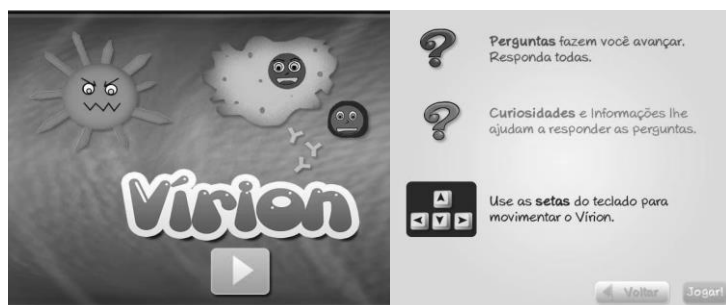 Vírion
Perguntas fazem você avançar.
Responda todas.
Curiosidades e Informações lhe
ajudam a responder as perguntas.
Use as setas do teclado para
movimentar o Vírion.
Voltar
Jogar!